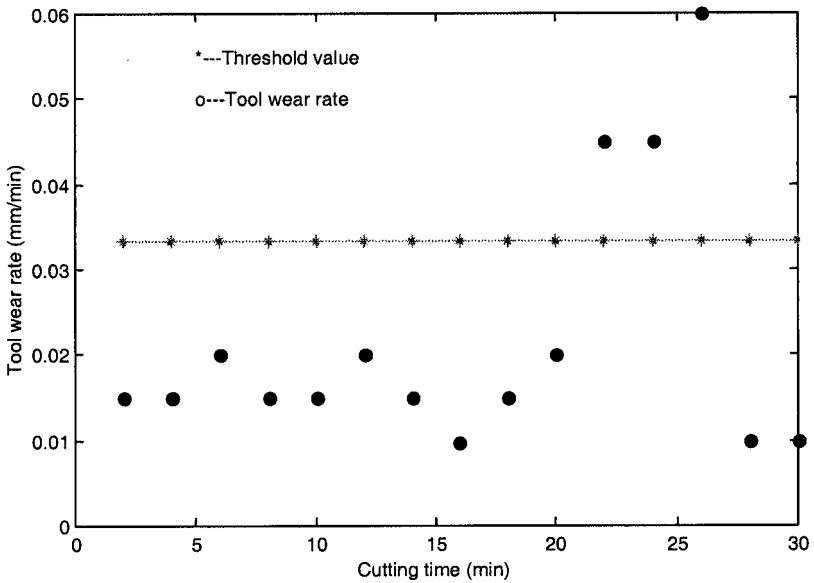 0.06
*---Threshold value
0.05
o---Tool wear rate
0.04
0.03
0.02
0.01
0
0 5 10 15 20 25 30
Tool wear rate (mm/min)
Cutting time (min)